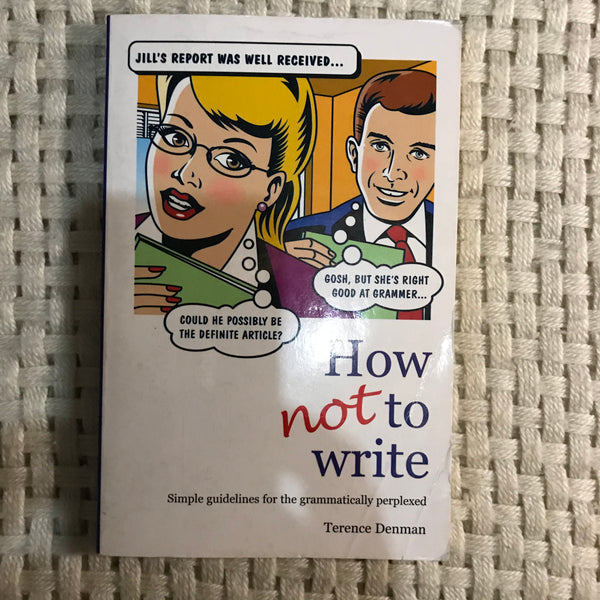 JILL'S REPORT WAS WELL RECEIVED...
GOSH, BUT SHE'S RIGHT
GOOD AT GRAMMER...
COULD HE POSSIBLY BE
THE DEFINITE ARTICLE?
How
not to
write
Simple guidelines for the grammatically perplexed
Terence Denman